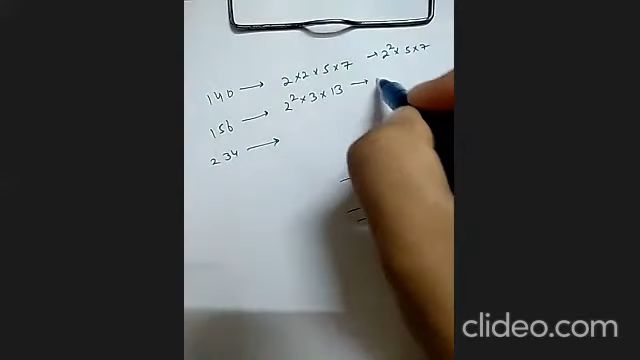 140 → 2 × 2 × 5 × 7 → 2² × 5 × 7
156 → 2² × 3 × 13 →
234 →
clideo.com